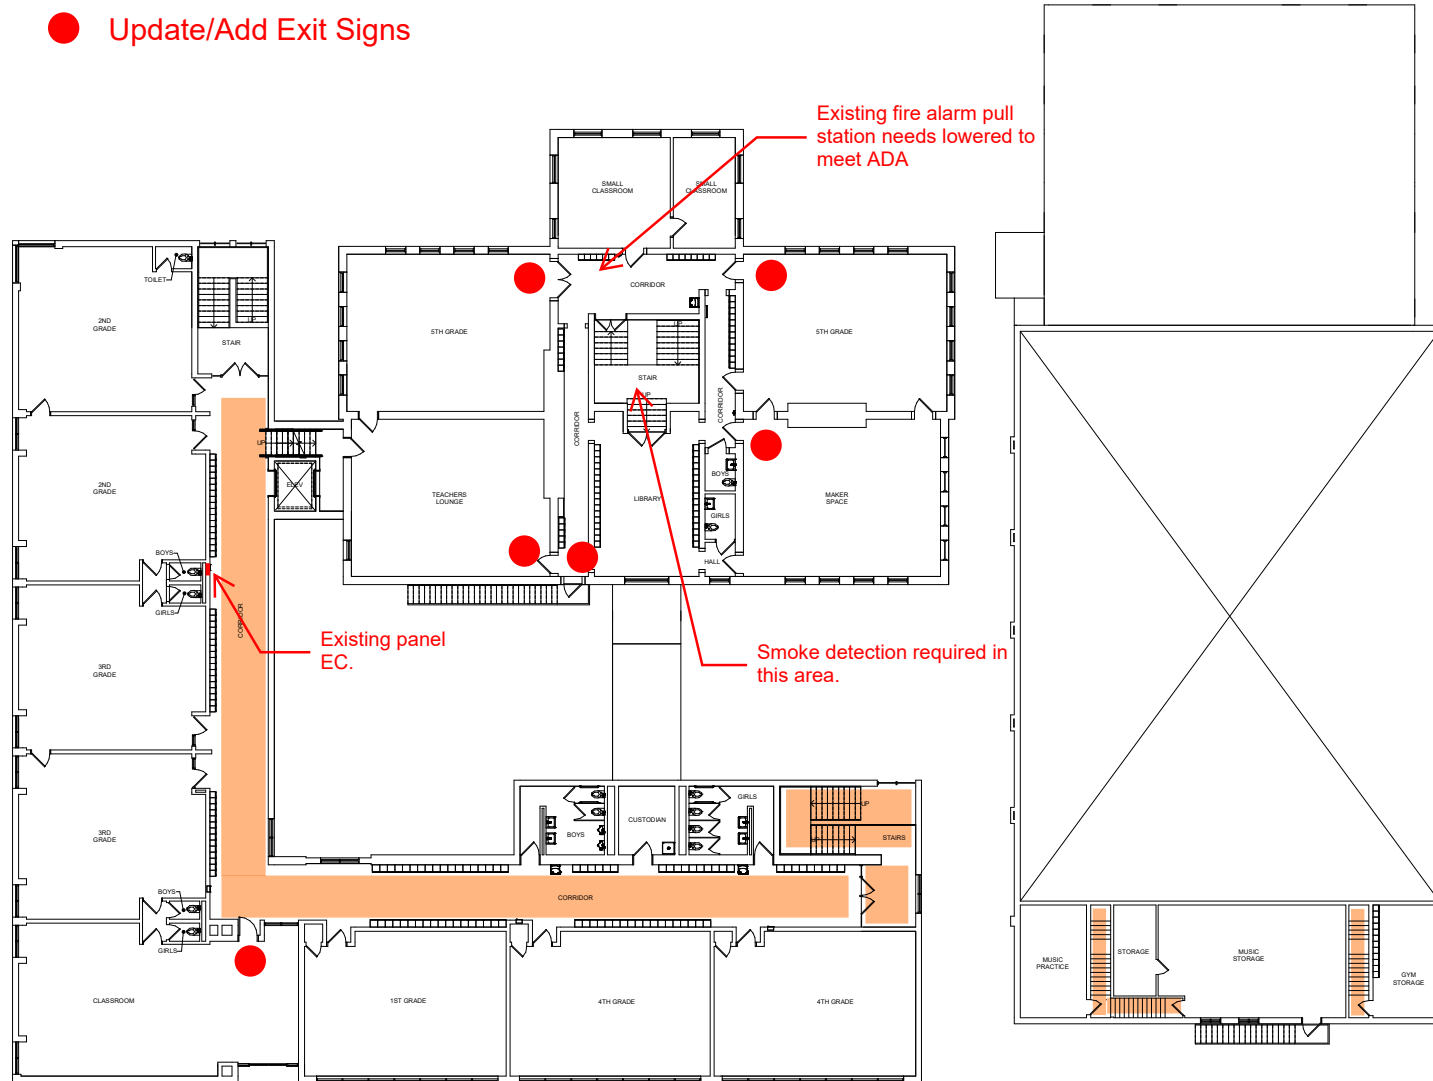 Update/Add Exit Signs
Existing fire alarm pull
station needs lowered to
meet ADA
SMALL
CLASSROOM
SMALL
CLASSROOM
TOILET
2ND
GRADE
STAIR
UP
5TH GRADE
CORRIDOR
UP
STAIR
UP
CORRIDOR
CORRIDOR
5TH GRADE
2ND
GRADE
UP
ELEV
TEACHERS
LOUNGE
LIBRARY
BOYS
GIRLS
HALL
MAKER
SPACE
BOYS
GIRLS
CORRIDOR
Existing panel
EC.
Smoke detection required in
this area.
3RD
GRADE
3RD
GRADE
BOYS
GIRLS
BOYS
CUSTODIAN
GIRLS
UP
UP
STAIRS
CORRIDOR
CLASSROOM
1ST GRADE
4TH GRADE
4TH GRADE
MUSIC
PRACTICE
STORAGE
MUSIC
STORAGE
GYM
STORAGE